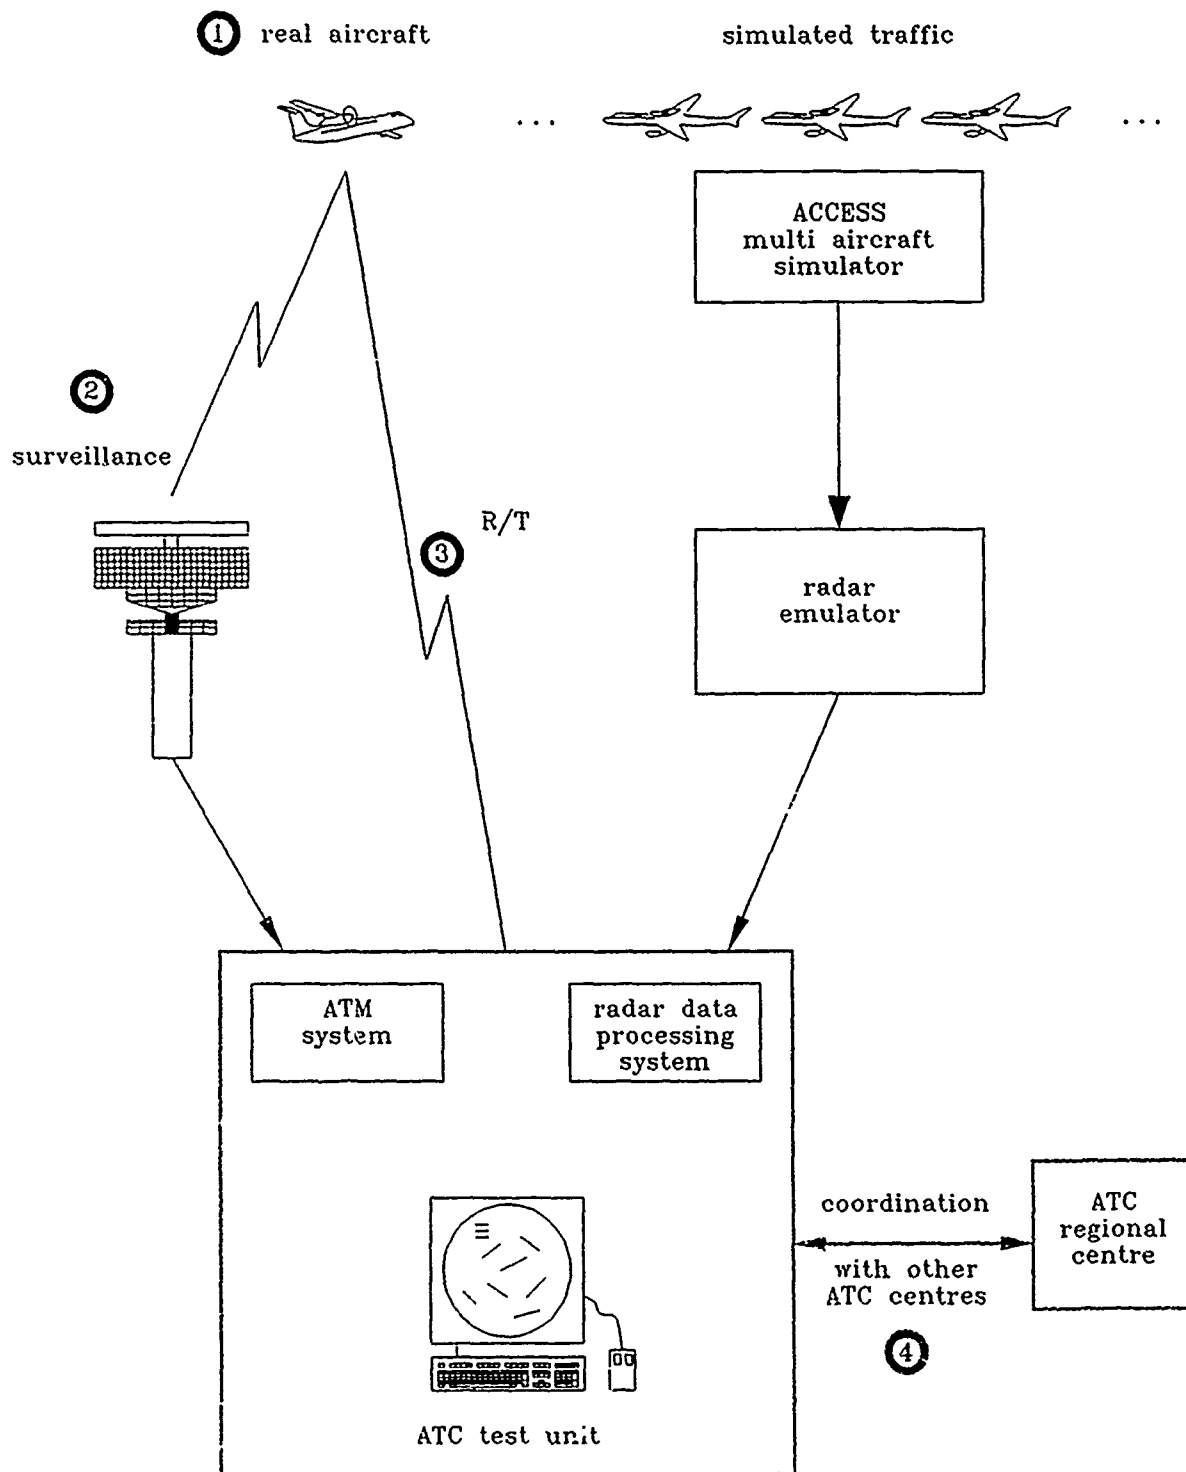 1 real aircraft
simulated traffic
...
...
ACCESS
multi aircraft
simulator
2
surveillance
R/T
3
radar
emulator
ATM
system
radar data
processing
system
coordination
with other
ATC centres
4
ATC
regional
centre
ATC test unit